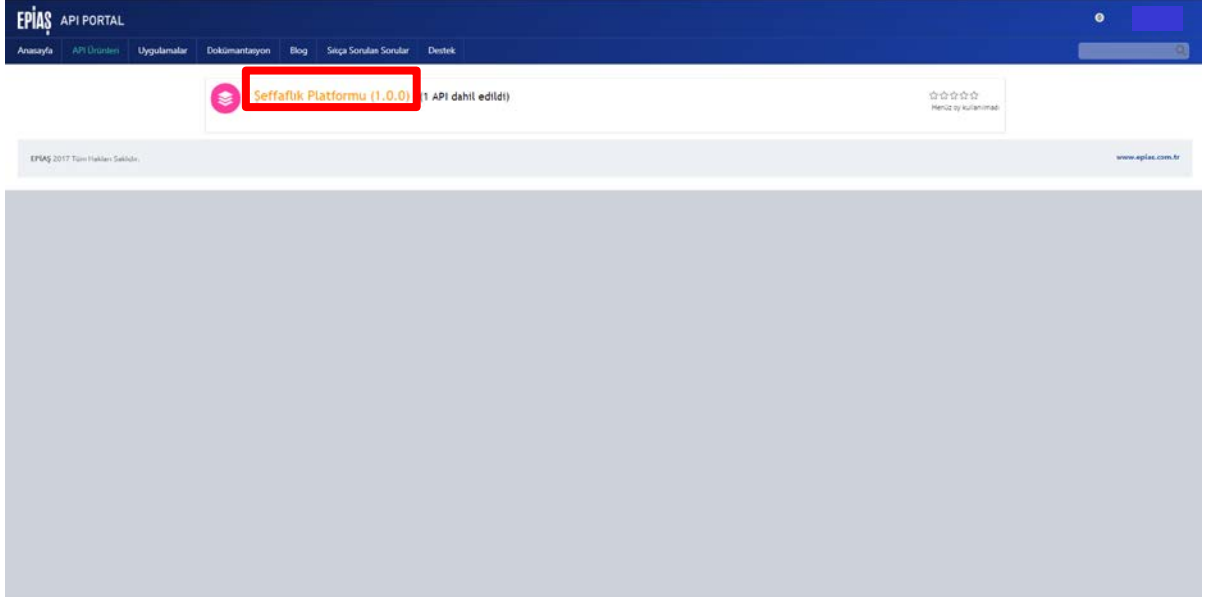 EPİAŞ API PORTAL
0
Anasayfa API Ürünleri Uygulamalar Dokümantasyon Blog Sıkça Sorulan Sorular Destek
Şeffaflık Platformu (1.0.0) (1 API dahil edildi)
Henüz oy kullanılmadı
EPİAŞ 2017 Tüm Hakları Saklıdır.
www.epias.com.tr